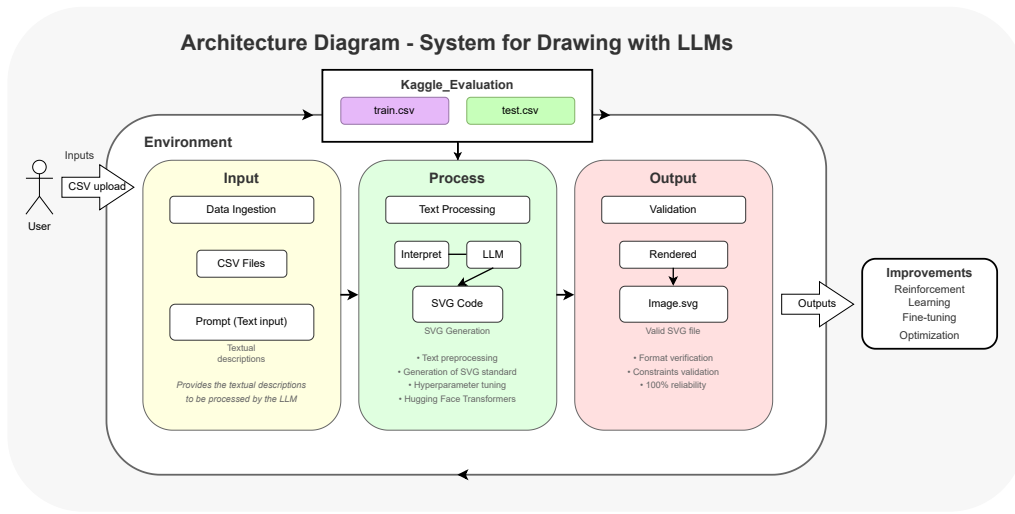 Architecture Diagram - System for Drawing with LLMs
Kaggle_Evaluation
train.csv
test.csv
Environment
Inputs
CSV upload
User
Input
Data Ingestion
CSV Files
Prompt (Text input)
Textual
descriptions
Provides the textual descriptions
to be processed by the LLM
Process
Text Processing
Interpret
LLM
SVG Code
SVG Generation
• Text preprocessing
• Generation of SVG standard
• Hyperparameter tuning
• Hugging Face Transformers
Output
Validation
Rendered
Image.svg
Valid SVG file
• Format verification
• Constraints validation
• 100% reliability
Outputs
Improvements
Reinforcement
Learning
Fine-tuning
Optimization